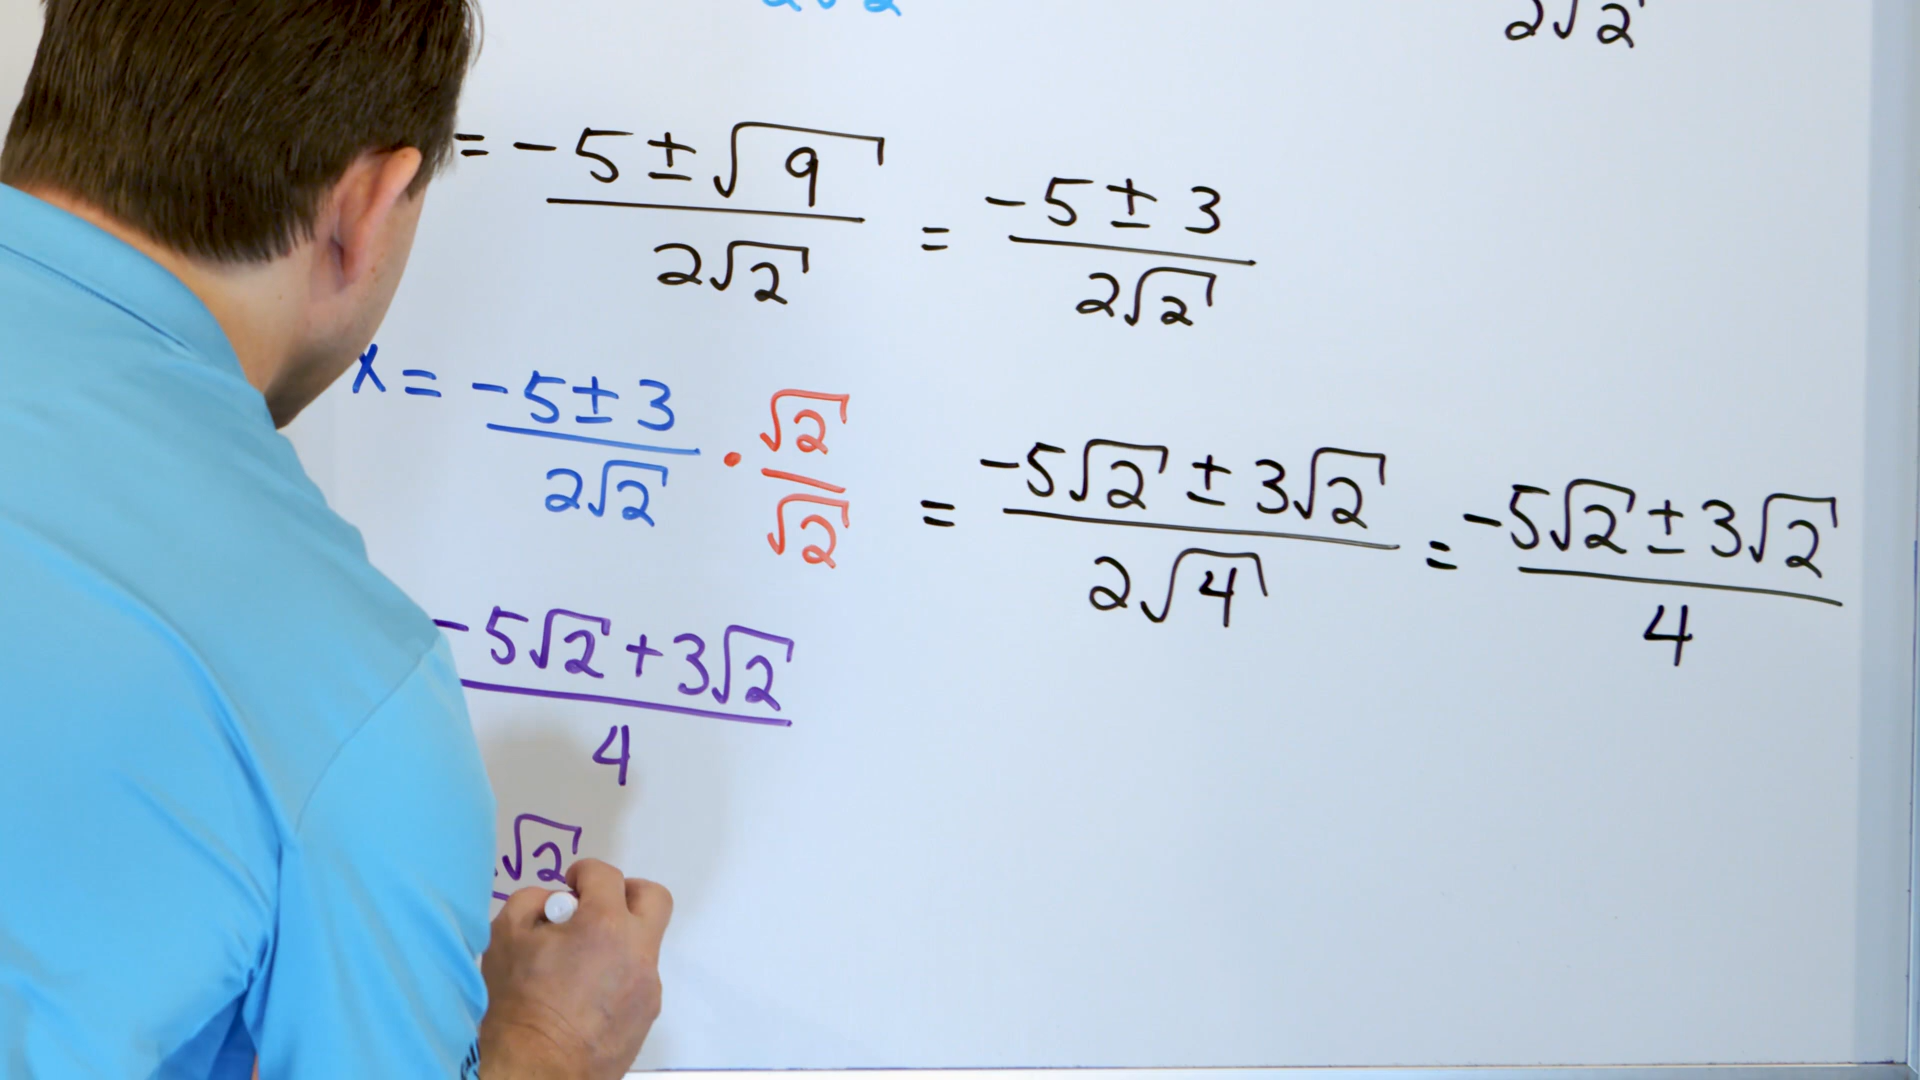 2√2 2√2
= (-5 ± √9)/(2√2) = (-5 ± 3)/(2√2)
x = (-5 ± 3)/(2√2) · √2/√2 = (-5√2 ± 3√2)/(2√4) = (-5√2 ± 3√2)/4
(-5√2 + 3√2)/4
√2